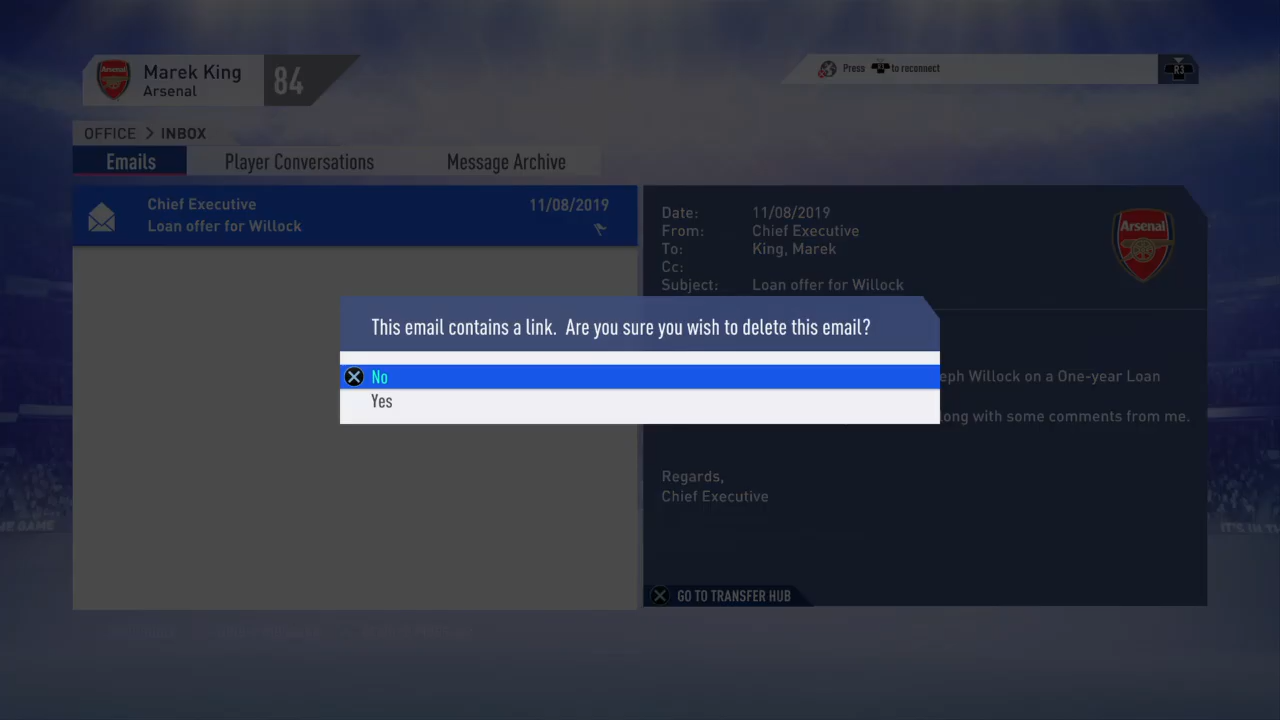 Marek King
Arsenal
84
Press R3 to reconnect
R3
OFFICE > INBOX
Emails
Player Conversations
Message Archive
Chief Executive
11/08/2019
Loan offer for Willock
Date: 11/08/2019
From: Chief Executive
To: King, Marek
Cc:
Subject: Loan offer for Willock
Arsenal
This email contains a link. Are you sure you wish to delete this email?
No
Yes
eph Willock on a One-year Loan
ong with some comments from me.
Regards,
Chief Executive
GO TO TRANSFER HUB